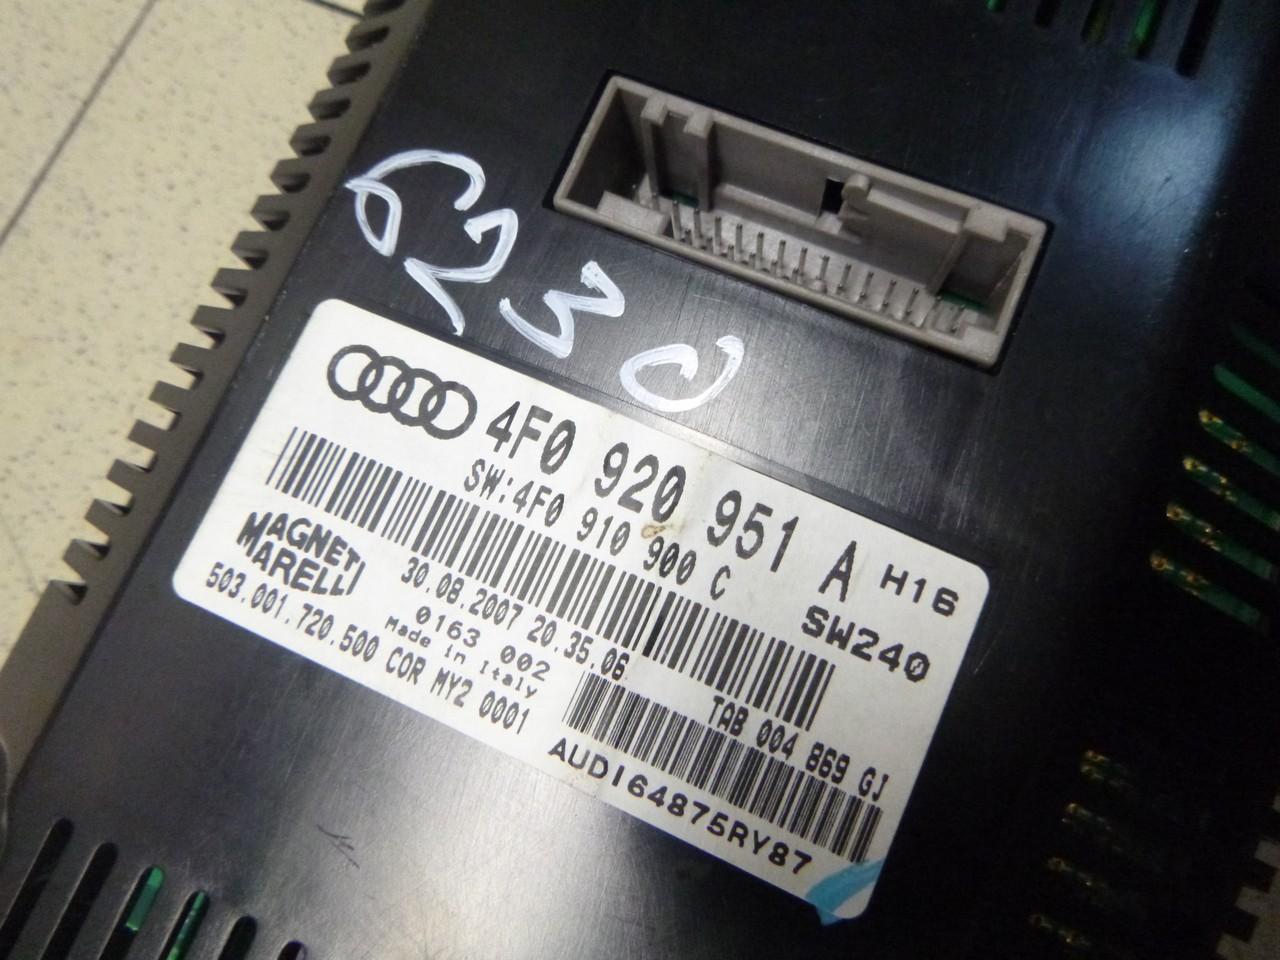 6230
4F0 920 951 A H16
SW:4F0 910 900 C SW240
MAGNETI
MARELLI
30.08.2007 20.35.06
0163 002
Made in Italy
503.001.720.500 COR MY2 0001
TAB 004 869 GJ
AUDI64875RY87